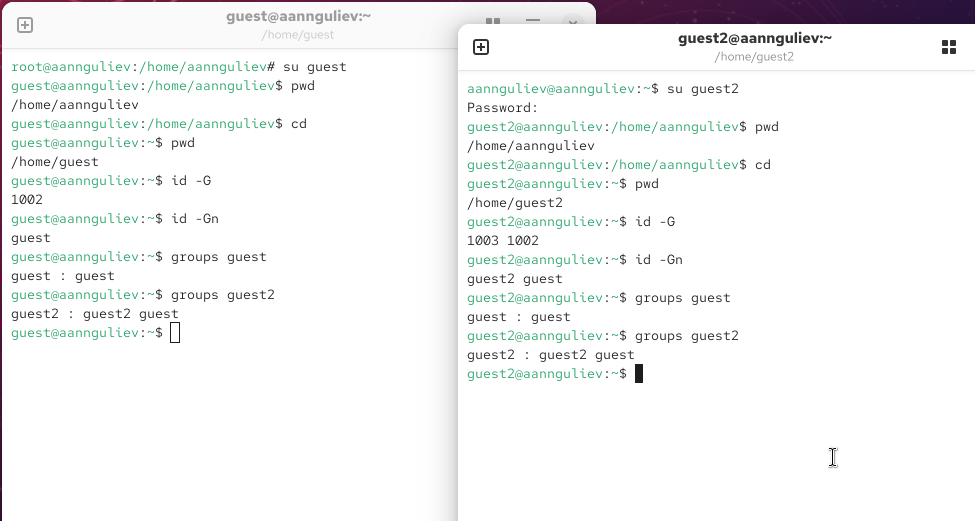 guest@aannguliev:~
/home/guest
root@aannguliev:/home/aannguliev# su guest
guest@aannguliev:/home/aannguliev$ pwd
/home/aannguliev
guest@aannguliev:/home/aannguliev$ cd
guest@aannguliev:~$ pwd
/home/guest
guest@aannguliev:~$ id -G
1002
guest@aannguliev:~$ id -Gn
guest
guest@aannguliev:~$ groups guest
guest : guest
guest@aannguliev:~$ groups guest2
guest2 : guest2 guest
guest@aannguliev:~$
guest2@aannguliev:~
/home/guest2
aannguliev@aannguliev:~$ su guest2
Password:
guest2@aannguliev:/home/aannguliev$ pwd
/home/aannguliev
guest2@aannguliev:/home/aannguliev$ cd
guest2@aannguliev:~$ pwd
/home/guest2
guest2@aannguliev:~$ id -G
1003 1002
guest2@aannguliev:~$ id -Gn
guest2 guest
guest2@aannguliev:~$ groups guest
guest : guest
guest2@aannguliev:~$ groups guest2
guest2 : guest2 guest
guest2@aannguliev:~$